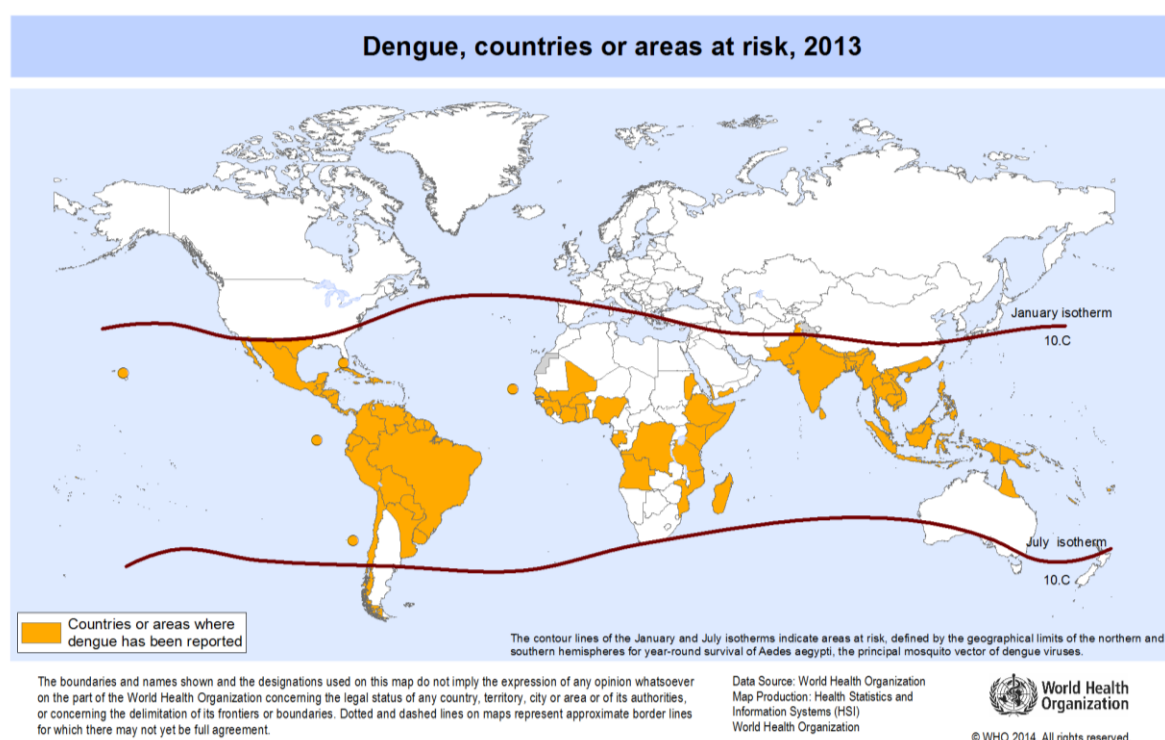 Dengue, countries or areas at risk, 2013
January isotherm
10.C
July isotherm
10.C
Countries or areas where
dengue has been reported
The contour lines of the January and July isotherms indicate areas at risk, defined by the geographical limits of the northern and
southern hemispheres for year-round survival of Aedes aegypti, the principal mosquito vector of dengue viruses.
The boundaries and names shown and the designations used on this map do not imply the expression of any opinion whatsoever
on the part of the World Health Organization concerning the legal status of any country, territory, city or area or of its authorities,
or concerning the delimitation of its frontiers or boundaries. Dotted and dashed lines on maps represent approximate border lines
for which there may not yet be full agreement.
Data Source: World Health Organization
Map Production: Health Statistics and
Information Systems (HSI)
World Health Organization
World Health
Organization
© WHO 2014. All rights reserved